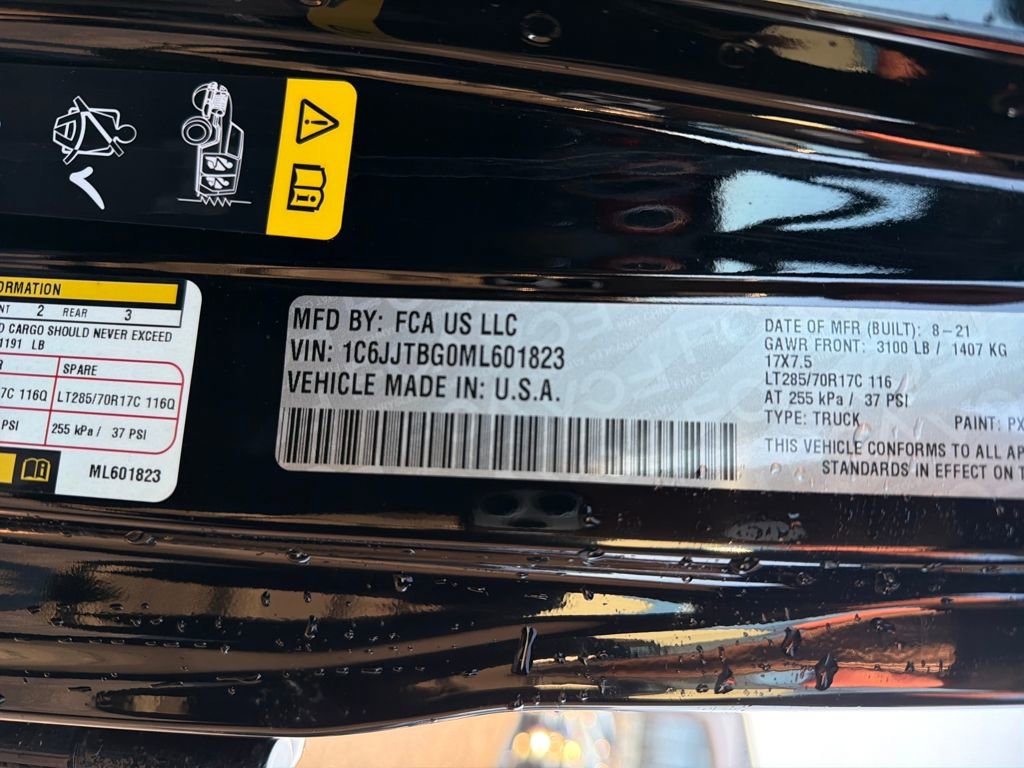 ORMATION
NT 2 REAR 3
D CARGO SHOULD NEVER EXCEED
1191 LB
R SPARE
7C 116Q LT285/70R17C 116Q
PSI 255 kPa / 37 PSI
ML601823
MFD BY: FCA US LLC
VIN: 1C6JJTBG0ML601823
VEHICLE MADE IN: U.S.A.
DATE OF MFR (BUILT): 8-21
GAWR FRONT: 3100 LB / 1407 KG
17X7.5
LT285/70R17C 116
AT 255 kPa / 37 PSI
TYPE: TRUCK PAINT: PX
THIS VEHICLE CONFORMS TO ALL AP
STANDARDS IN EFFECT ON T